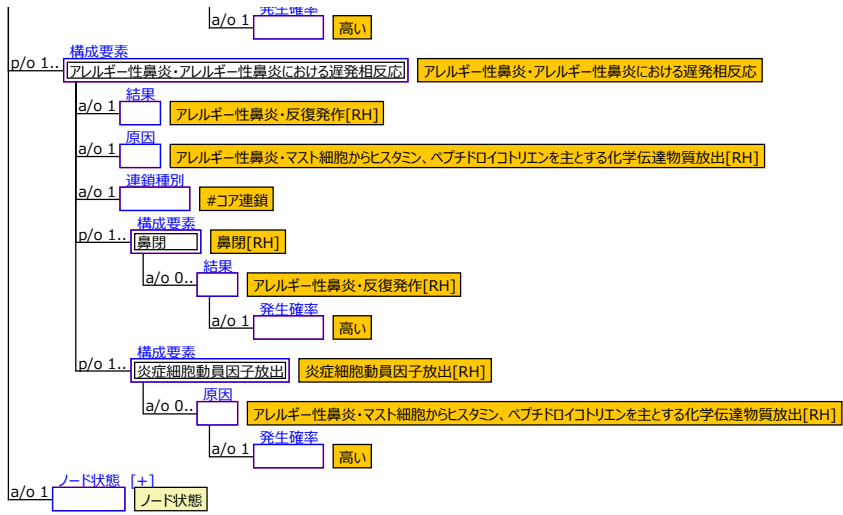 発生確率
a/o 1 高い
構成要素
p/o 1.. アレルギー性鼻炎・アレルギー性鼻炎における遅発相反応 アレルギー性鼻炎・アレルギー性鼻炎における遅発相反応
結果
a/o 1 アレルギー性鼻炎・反復発作[RH]
原因
a/o 1 アレルギー性鼻炎・マスト細胞からヒスタミン、ペプチドロイコトリエンを主とする化学伝達物質放出[RH]
連鎖種別
a/o 1 #コア連鎖
構成要素
p/o 1.. 鼻閉 鼻閉[RH]
結果
a/o 0.. アレルギー性鼻炎・反復発作[RH]
発生確率
a/o 1 高い
構成要素
p/o 1.. 炎症細胞動員因子放出 炎症細胞動員因子放出[RH]
原因
a/o 0.. アレルギー性鼻炎・マスト細胞からヒスタミン、ペプチドロイコトリエンを主とする化学伝達物質放出[RH]
発生確率
a/o 1 高い
ノード状態 [+]
a/o 1 ノード状態